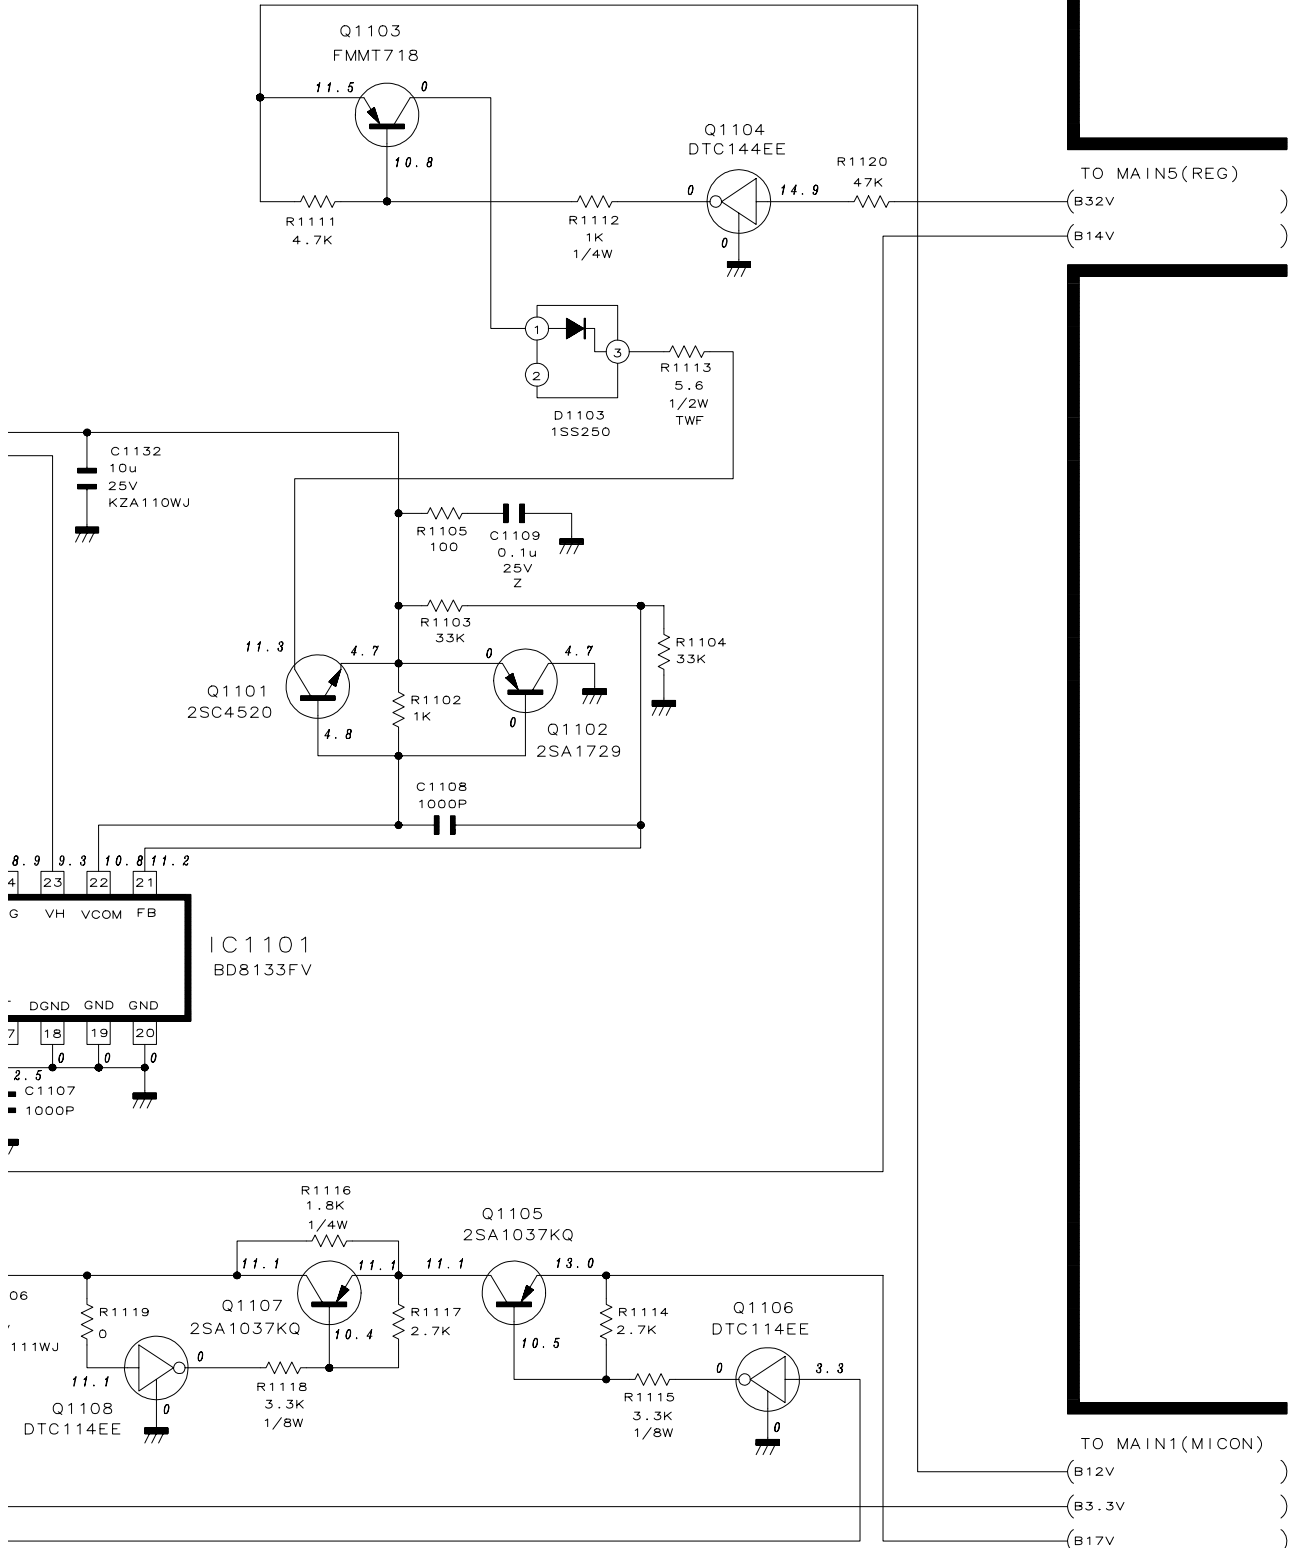 Q1103
FMMT718
11.5
0
10.8
Q1104
DTC144EE
0
14.9
0
R1120
47K
R1111
4.7K
R1112
1K
1/4W
TO MAIN5(REG)
(B32V )
(B14V )
1
2
3
D1103
1SS250
R1113
5.6
1/2W
TWF
C1132
10u
25V
KZA110WJ
R1105
100
C1109
0.1u
25V
Z
R1103
33K
R1104
33K
11.3
4.7
4.8
Q1101
2SC4520
R1102
1K
0
4.7
0
Q1102
2SA1729
C1108
1000P
8.9
9.3
10.8
11.2
4
23
22
21
G
VH
VCOM
FB
IC1101
BD8133FV
DGND
GND
GND
7
18
19
20
0
0
0
2.5
C1107
1000P
R1116
1.8K
1/4W
Q1105
2SA1037KQ
11.1
11.1
11.1
13.0
06
111WJ
R1119
0
Q1107
2SA1037KQ
10.4
R1117
2.7K
10.5
R1114
2.7K
Q1106
DTC114EE
0
3.3
0
11.1
Q1108
DTC114EE
0
0
R1118
3.3K
1/8W
R1115
3.3K
1/8W
TO MAIN1(MICON)
(B12V )
(B3.3V )
(B17V )